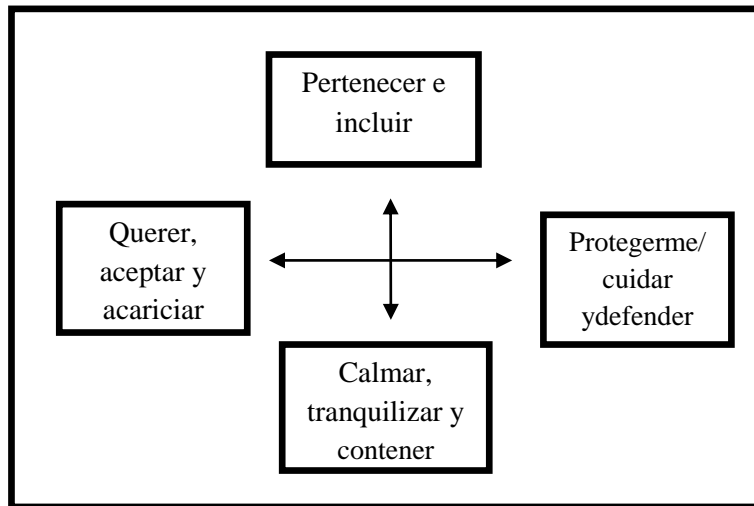 Pertenecer e
incluir
Querer,
aceptar y
acariciar
Protegerme/
cuidar
ydefender
Calmar,
tranquilizar y
contener